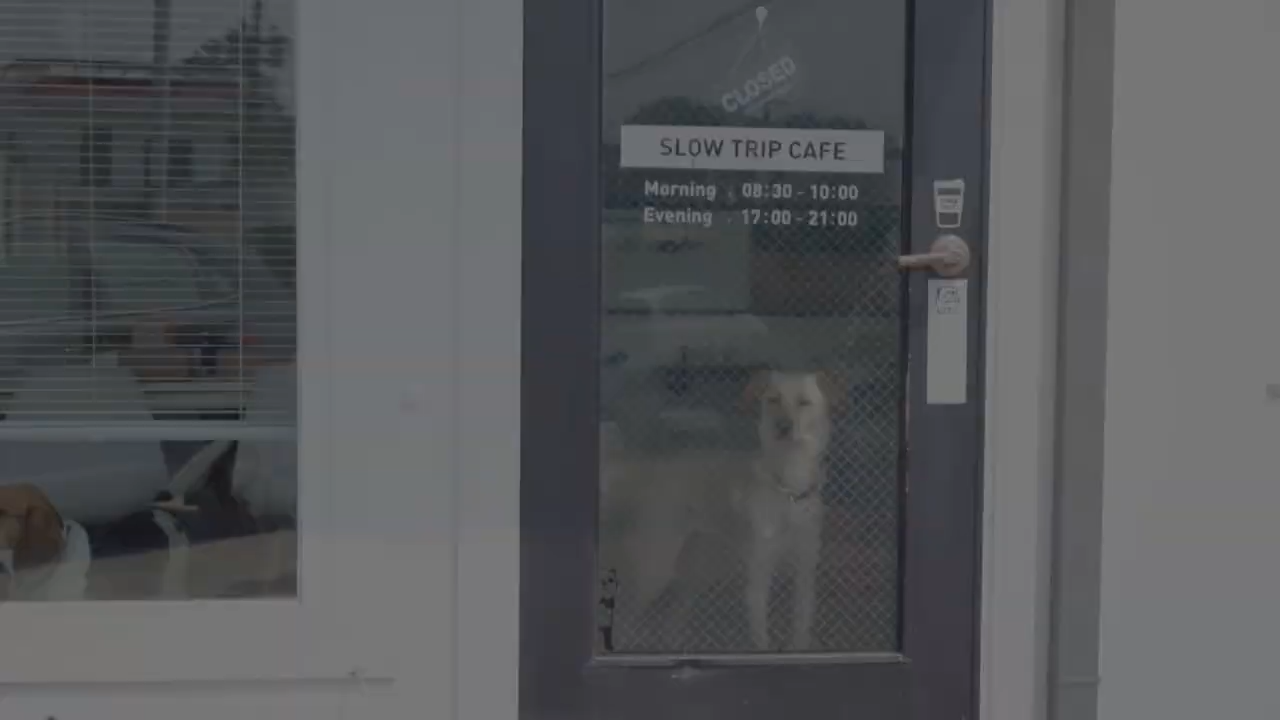 CLOSED
SLOW TRIP CAFE
Morning . 08:30 - 10:00
Evening . 17:00 - 21:00